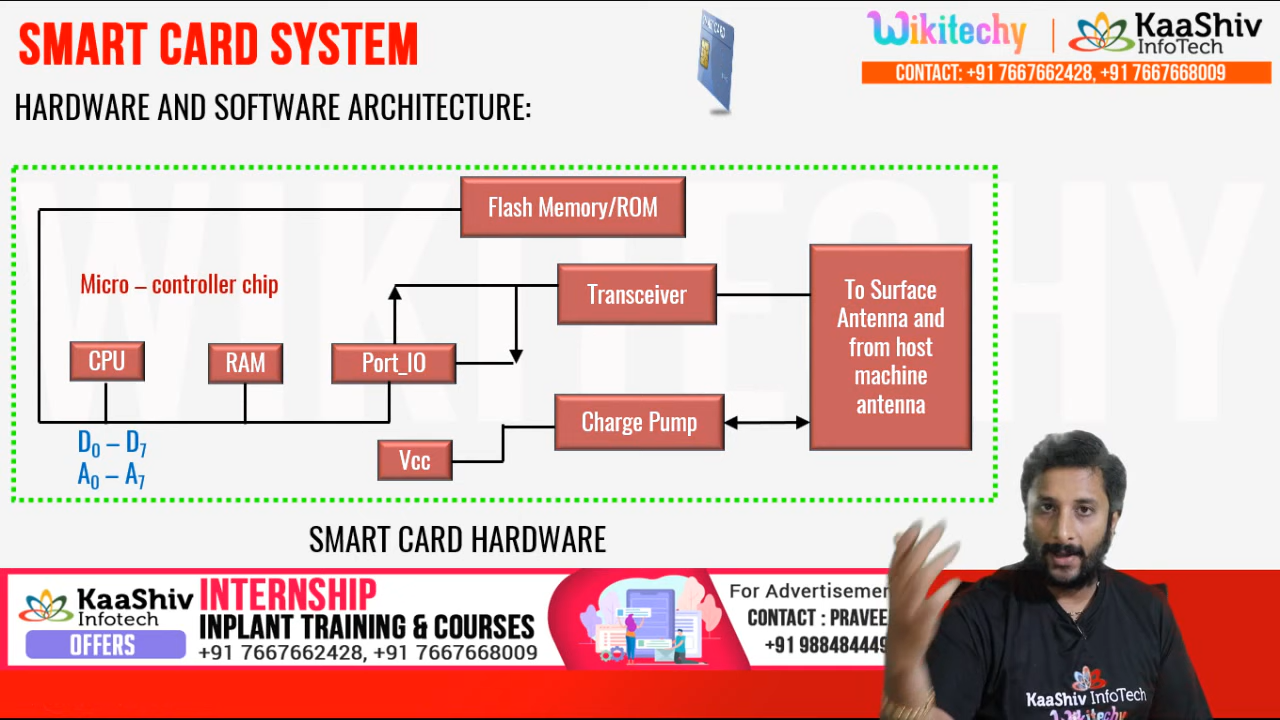 SMART CARD SYSTEM
Wikitechy
KaaShiv
InfoTech
CONTACT: +91 7667662428, +91 7667668009
HARDWARE AND SOFTWARE ARCHITECTURE:
WIKITECHY
Flash Memory/ROM
Micro – controller chip
Transceiver
To Surface
Antenna and
from host
machine
antenna
CPU
RAM
Port_IO
Charge Pump
D₀ – D₇
A₀ – A₇
Vcc
SMART CARD HARDWARE
KaaShiv
Infotech
OFFERS
INTERNSHIP
INPLANT TRAINING & COURSES
+91 7667662428, +91 7667668009
For Advertisemen
CONTACT : PRAVEE
+91 988484449
KaaShiv InfoTech
Wikitechy